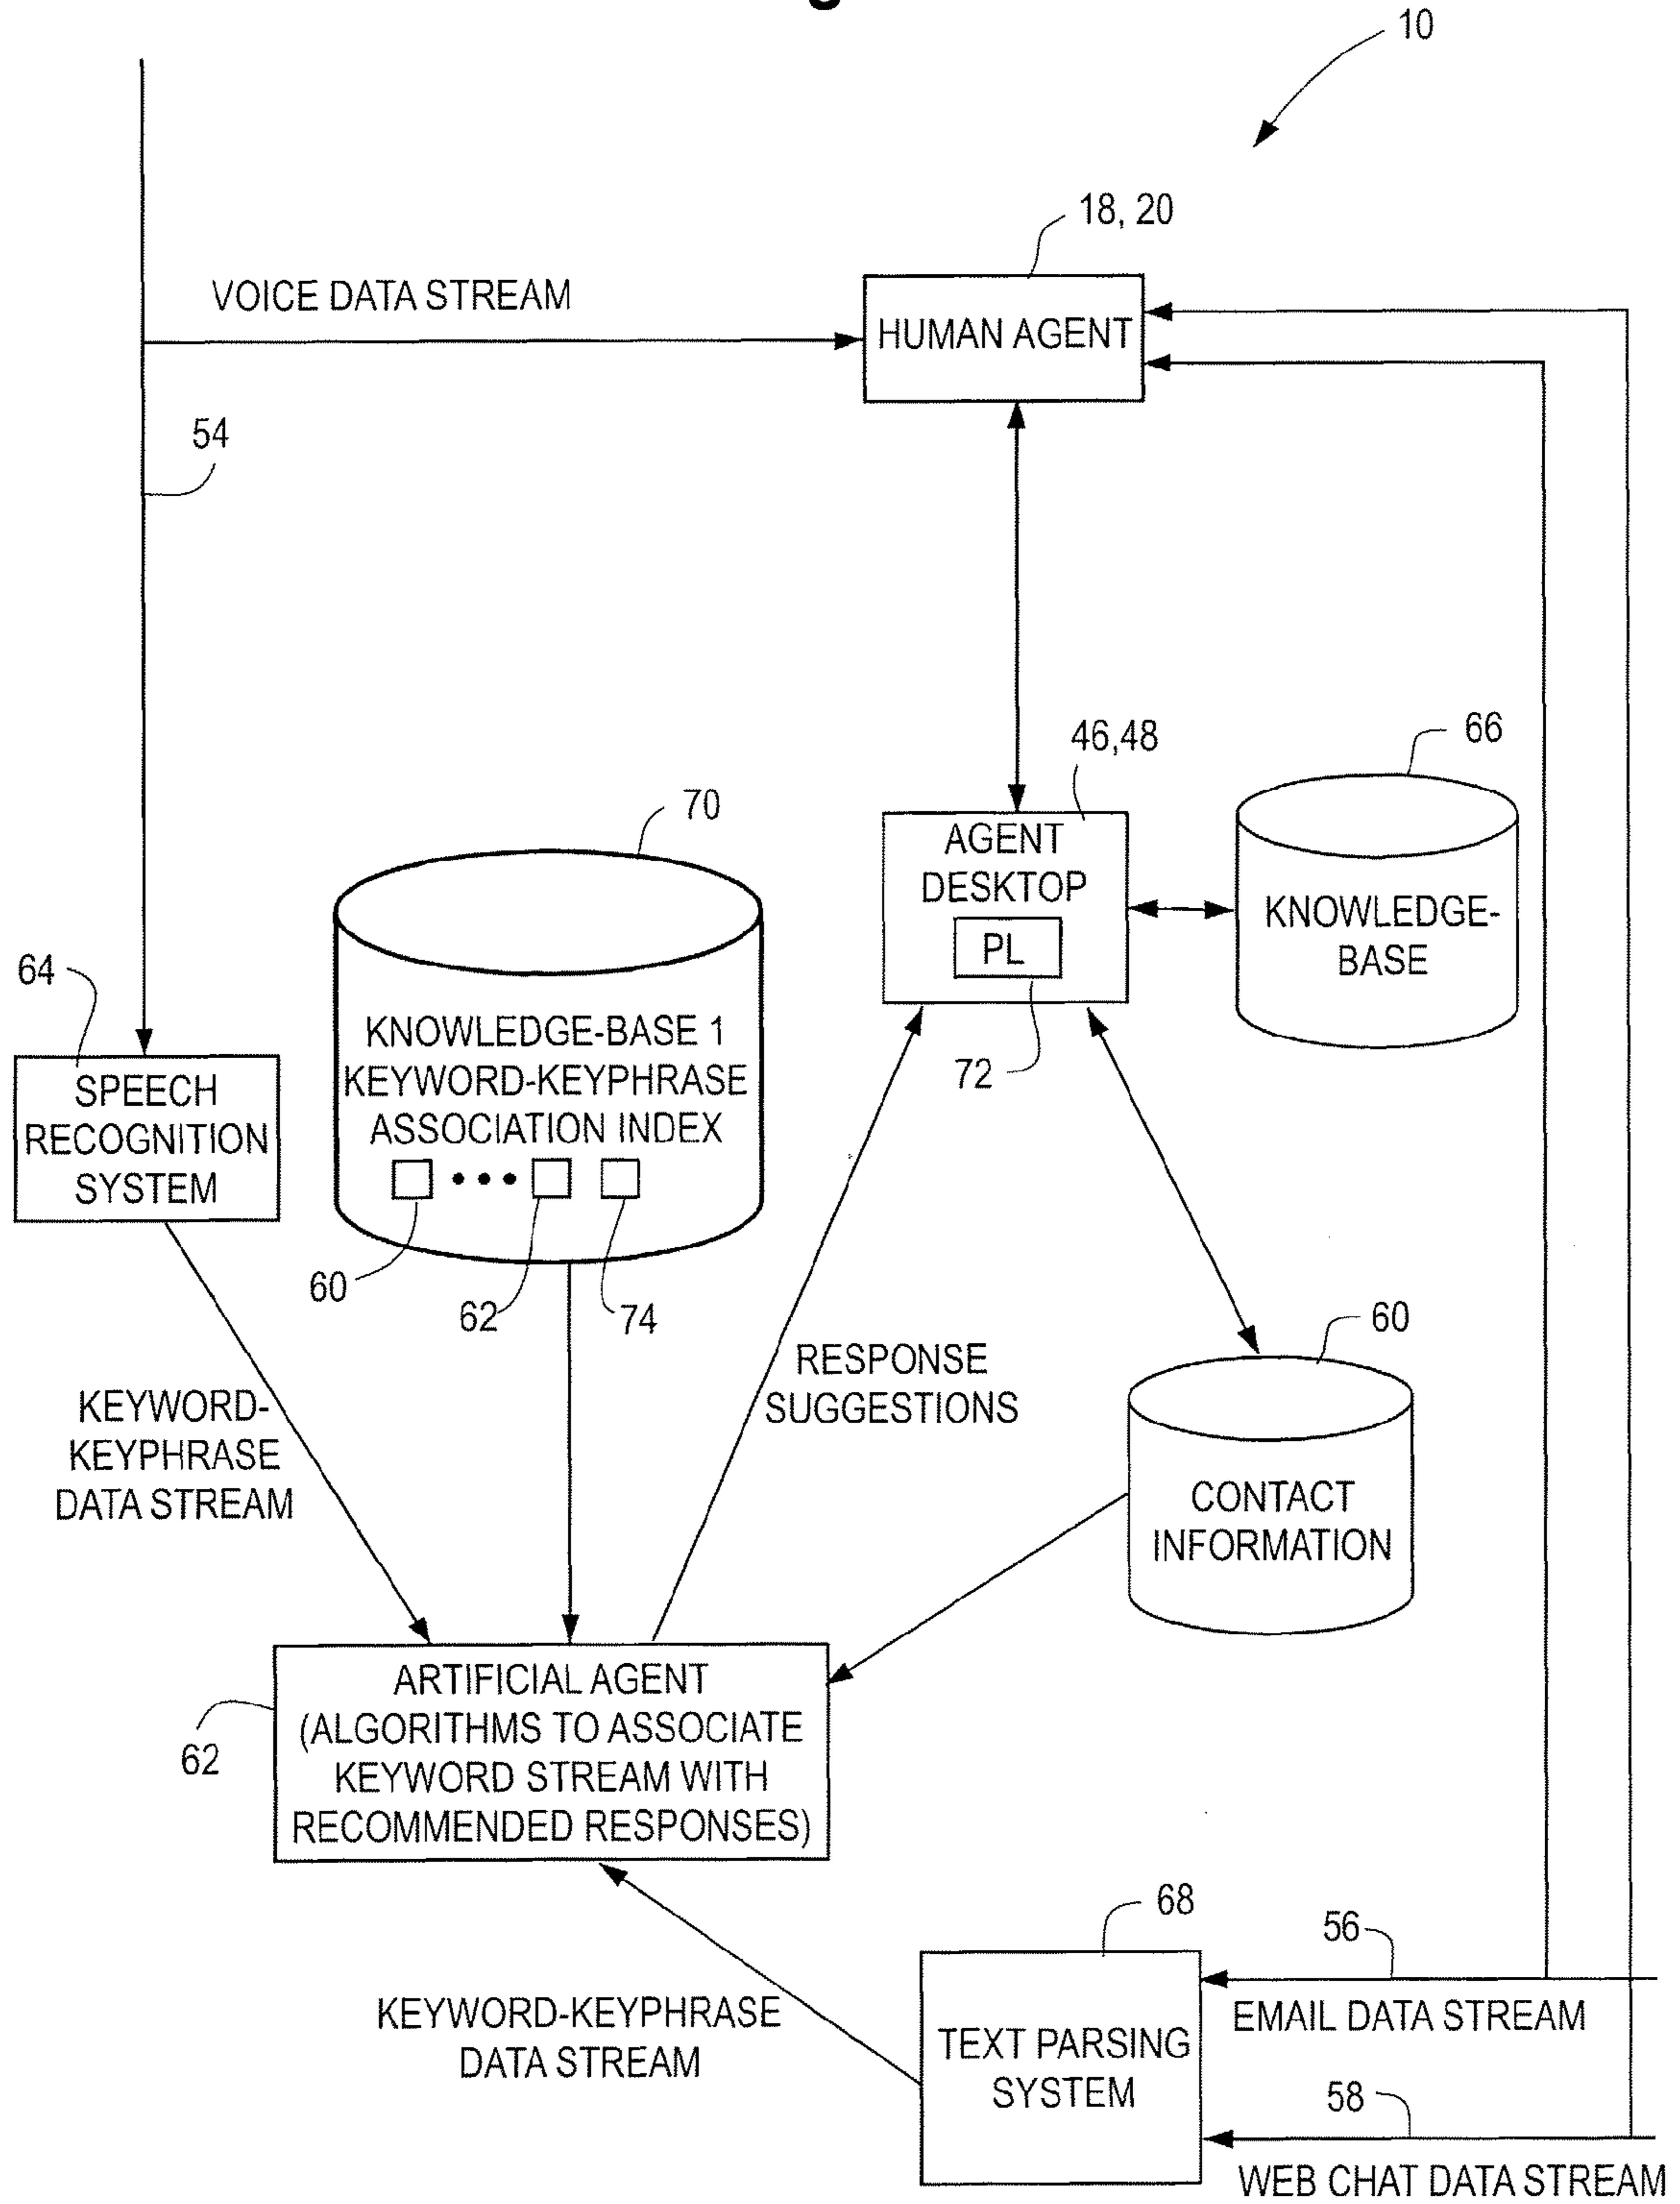 10
18, 20
VOICE DATA STREAM
HUMAN AGENT
54
46,48
66
AGENT
DESKTOP
PL
KNOWLEDGE-
BASE
70
72
64
SPEECH
RECOGNITION
SYSTEM
KNOWLEDGE-BASE 1
KEYWORD-KEYPHRASE
ASSOCIATION INDEX
60
62
74
60
RESPONSE
SUGGESTIONS
KEYWORD-
KEYPHRASE
DATA STREAM
CONTACT
INFORMATION
62
ARTIFICIAL AGENT
(ALGORITHMS TO ASSOCIATE
KEYWORD STREAM WITH
RECOMMENDED RESPONSES)
68
56
KEYWORD-KEYPHRASE
DATA STREAM
TEXT PARSING
SYSTEM
EMAIL DATA STREAM
58
WEB CHAT DATA STREAM